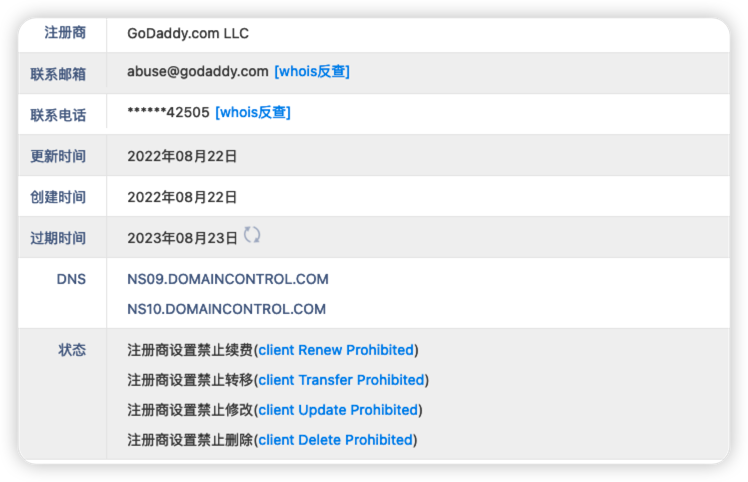 注册商 GoDaddy.com LLC
联系邮箱 abuse@godaddy.com [whois反查]
联系电话 ******42505 [whois反查]
更新时间 2022年08月22日
创建时间 2022年08月22日
过期时间 2023年08月23日
DNS NS09.DOMAINCONTROL.COM
NS10.DOMAINCONTROL.COM
状态 注册商设置禁止续费(client Renew Prohibited)
注册商设置禁止转移(client Transfer Prohibited)
注册商设置禁止修改(client Update Prohibited)
注册商设置禁止删除(client Delete Prohibited)